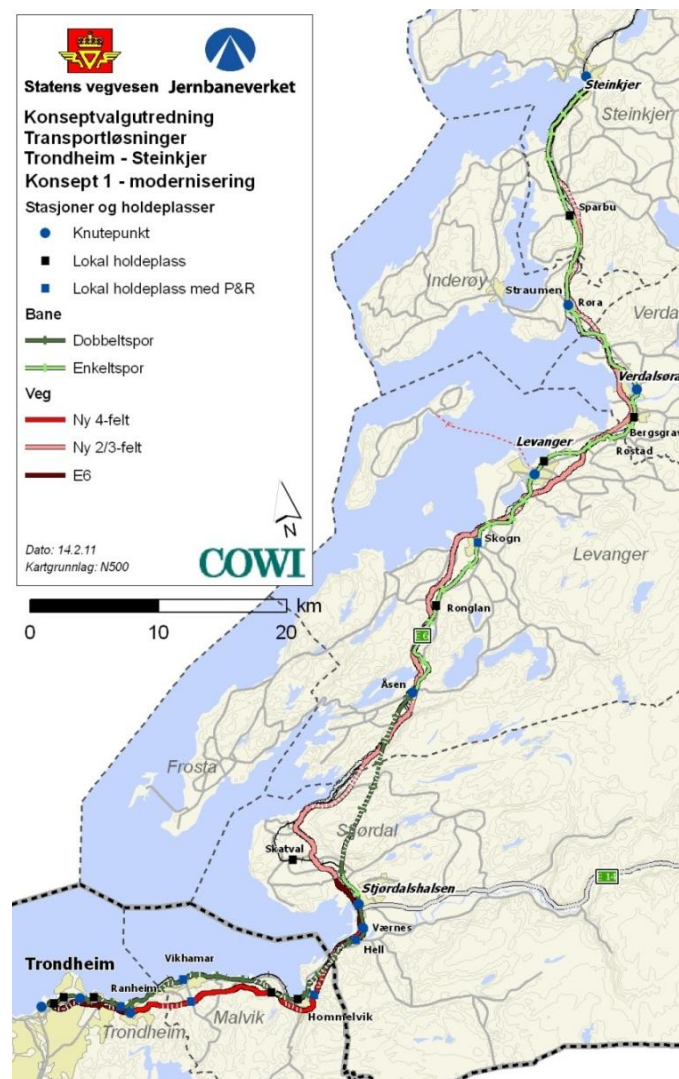 Statens vegvesen Jernbaneverket
Konseptvalgutredning
Transportløsninger
Trondheim - Steinkjer
Konsept 1 - modernisering
Stasjoner og holdeplasser
Knutepunkt
Lokal holdeplass
Lokal holdeplass med P&R
Bane
Dobbeltspor
Enkeltspor
Veg
Ny 4-felt
Ny 2/3-felt
E6
N
Dato: 14.2.11
Kartgrunnlag: N500
COWI
km
0 10 20
Steinkjer
Steinkjer
Sparbu
Inderøy
Straumen
Røra
Verda
Verdalsøra
Bergsgrav
Rostad
Levanger
Skogn
Levanger
Ronglan
E 6
Åsen
Frosta
Stjørdal
Skatval
Stjørdalshalsen
E 14
Værnes
Hell
Vikhamar
Trondheim
Ranheim
Hommelvik
Malvik
Trondheim